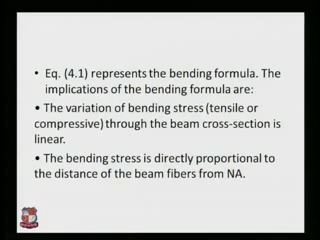 • Eq. (4.1) represents the bending formula. The
implications of the bending formula are:
• The variation of bending stress (tensile or
compressive) through the beam cross-section is
linear.
• The bending stress is directly proportional to
the distance of the beam fibers from NA.